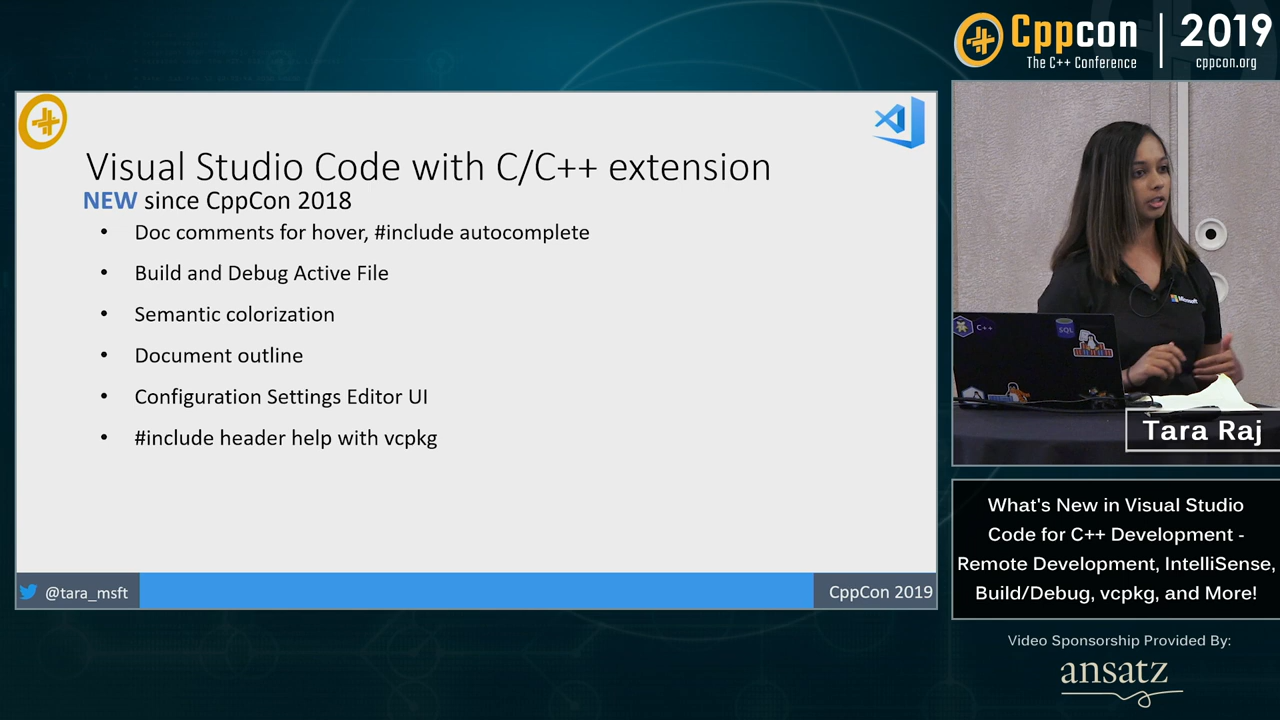 Cppcon | 2019
The C++ Conference
cppcon.org
Visual Studio Code with C/C++ extension
NEW since CppCon 2018
• Doc comments for hover, #include autocomplete
• Build and Debug Active File
• Semantic colorization
• Document outline
• Configuration Settings Editor UI
• #include header help with vcpkg
@tara_msft
CppCon 2019
Microsoft
C++
SQL
Tara Raj
What's New in Visual Studio
Code for C++ Development -
Remote Development, IntelliSense,
Build/Debug, vcpkg, and More!
Video Sponsorship Provided By:
ansatz